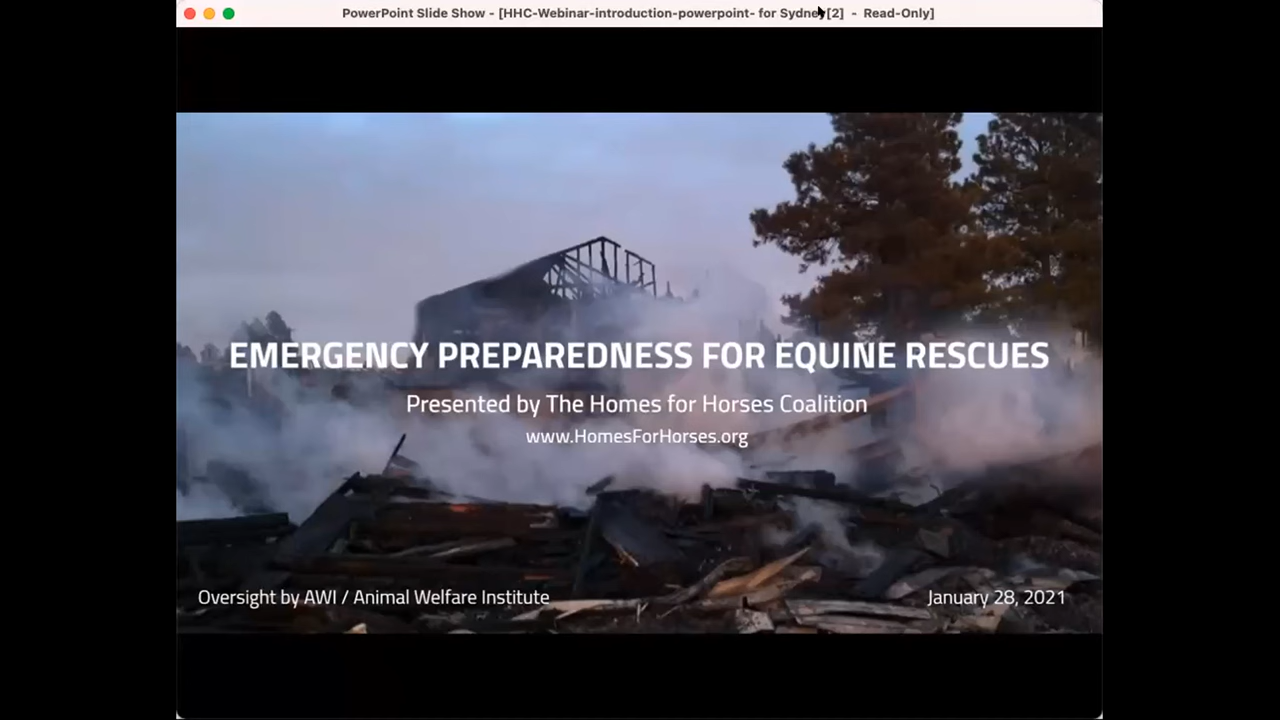 PowerPoint Slide Show - [HHC-Webinar-introduction-powerpoint- for Sydney[2] - Read-Only]
EMERGENCY PREPAREDNESS FOR EQUINE RESCUES
Presented by The Homes for Horses Coalition
www.HomesForHorses.org
Oversight by AWI / Animal Welfare Institute
January 28, 2021